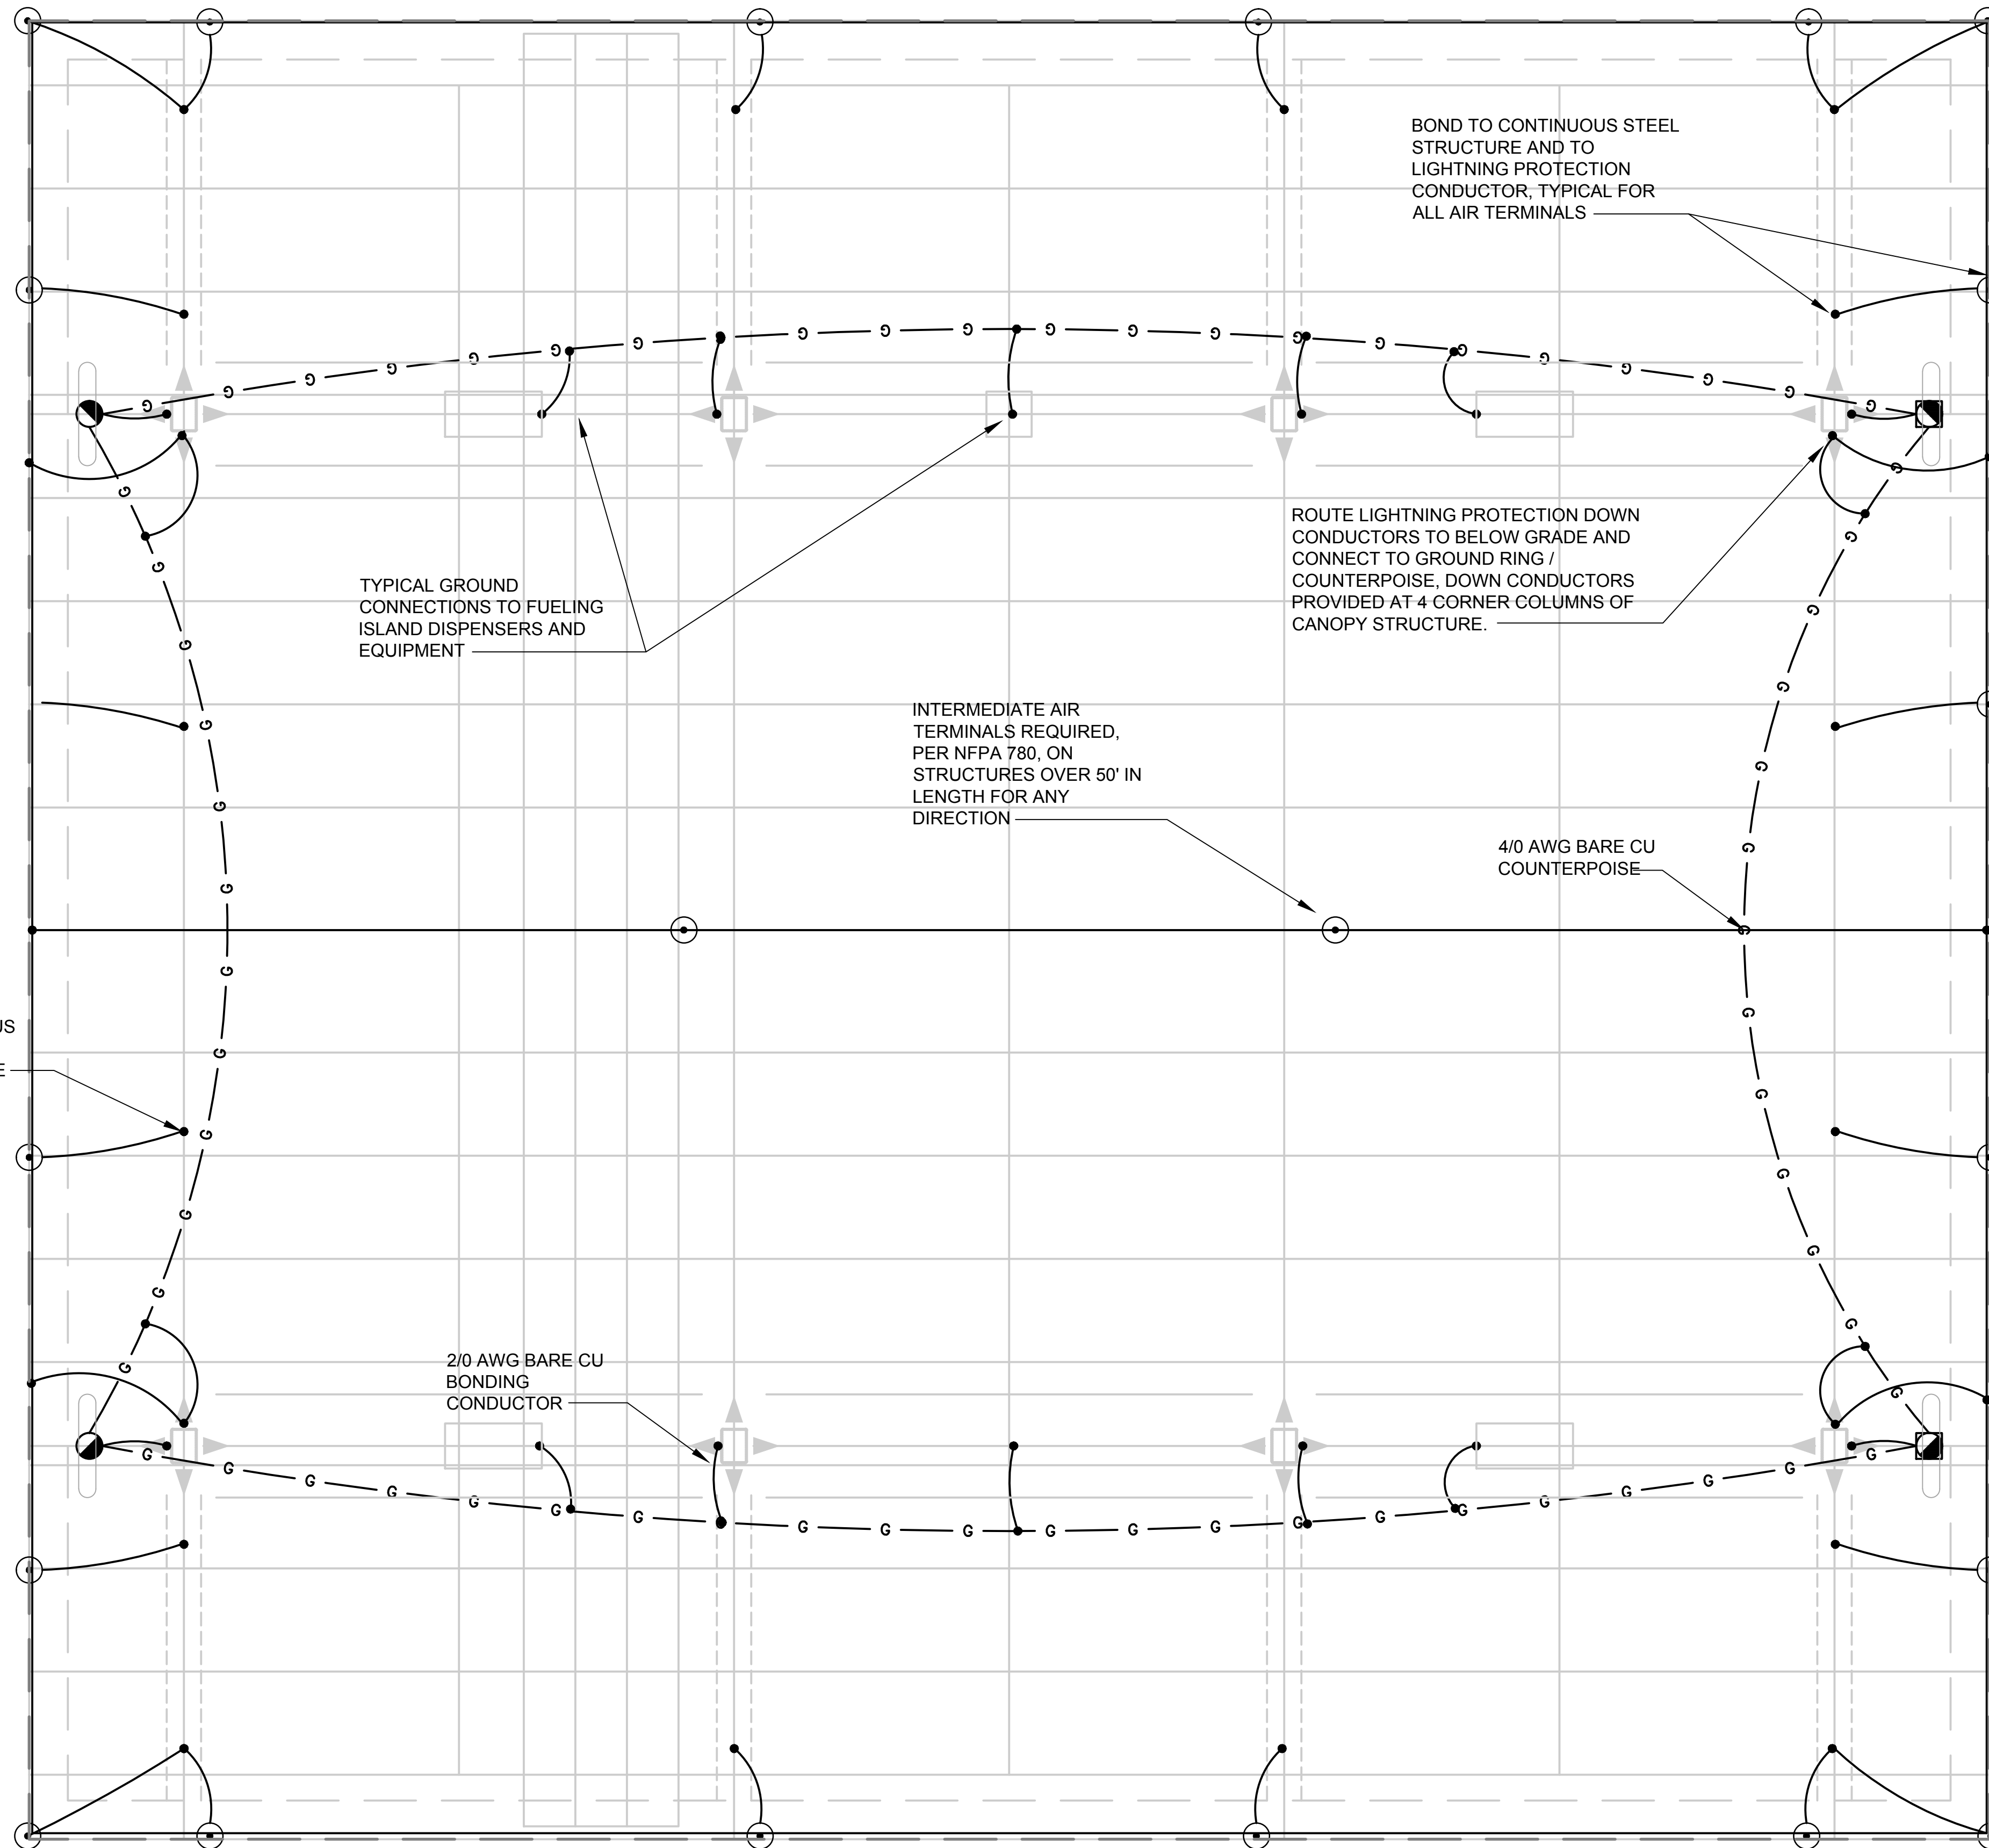 BOND TO CONTINUOUS STEEL
STRUCTURE AND TO
LIGHTNING PROTECTION
CONDUCTOR, TYPICAL FOR
ALL AIR TERMINALS
ROUTE LIGHTNING PROTECTION DOWN
CONDUCTORS TO BELOW GRADE AND
CONNECT TO GROUND RING /
COUNTERPOISE, DOWN CONDUCTORS
PROVIDED AT 4 CORNER COLUMNS OF
CANOPY STRUCTURE.
TYPICAL GROUND
CONNECTIONS TO FUELING
ISLAND DISPENSERS AND
EQUIPMENT
INTERMEDIATE AIR
TERMINALS REQUIRED,
PER NFPA 780, ON
STRUCTURES OVER 50' IN
LENGTH FOR ANY
DIRECTION
4/0 AWG BARE CU
COUNTERPOISE
2/0 AWG BARE CU
BONDING
CONDUCTOR